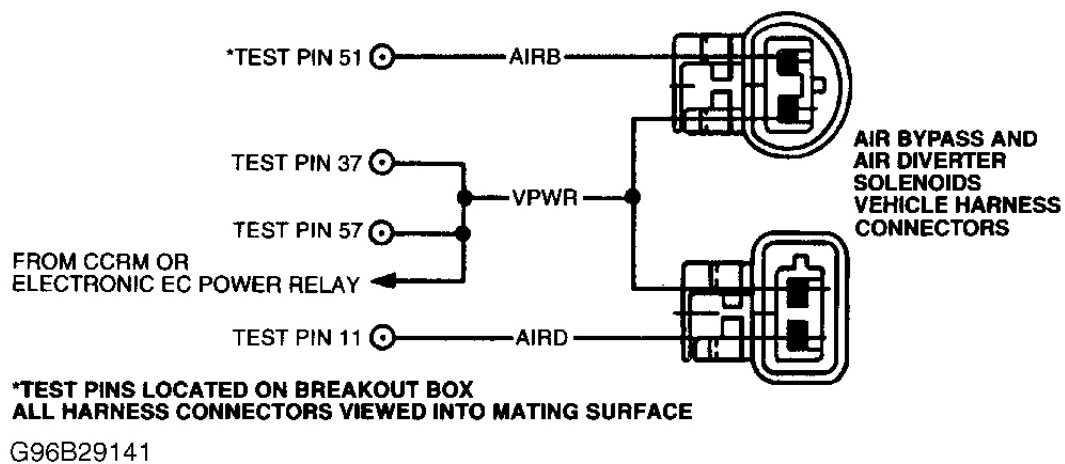 *TEST PIN 51
AIRB
TEST PIN 37
VPWR
TEST PIN 57
FROM CCRM OR
ELECTRONIC EC POWER RELAY
TEST PIN 11
AIRD
AIR BYPASS AND
AIR DIVERTER
SOLENOIDS
VEHICLE HARNESS
CONNECTORS
*TEST PINS LOCATED ON BREAKOUT BOX
ALL HARNESS CONNECTORS VIEWED INTO MATING SURFACE
G96B29141